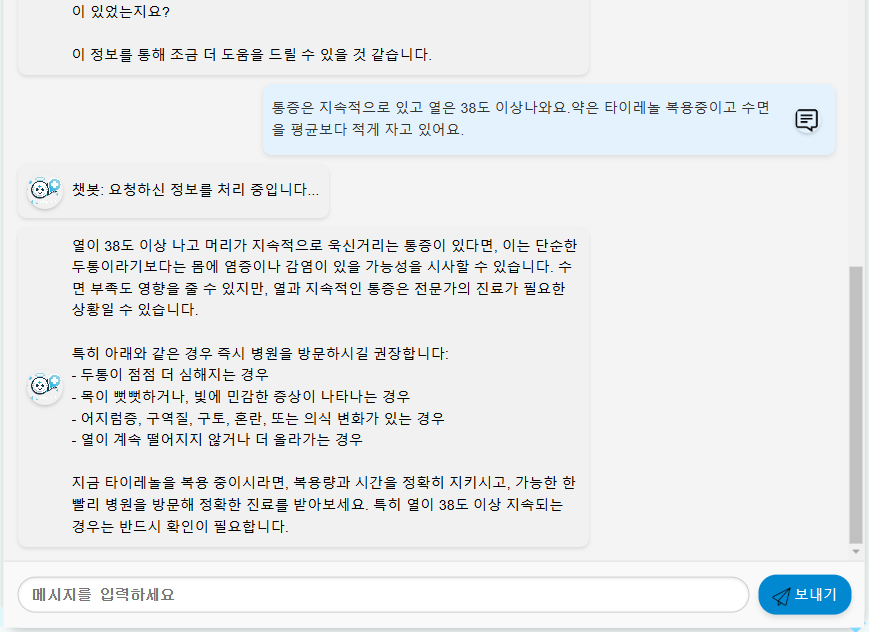 이 있었는지요?
이 정보를 통해 조금 더 도움을 드릴 수 있을 것 같습니다.
통증은 지속적으로 있고 열은 38도 이상나와요.약은 타이레놀 복용중이고 수면
을 평균보다 적게 자고 있어요.
챗봇: 요청하신 정보를 처리 중입니다...
열이 38도 이상 나고 머리가 지속적으로 욱신거리는 통증이 있다면, 이는 단순한
두통이라기보다는 몸에 염증이나 감염이 있을 가능성을 시사할 수 있습니다. 수
면 부족도 영향을 줄 수 있지만, 열과 지속적인 통증은 전문가의 진료가 필요한
상황일 수 있습니다.
특히 아래와 같은 경우 즉시 병원을 방문하시길 권장합니다:
- 두통이 점점 더 심해지는 경우
- 목이 뻣뻣하거나, 빛에 민감한 증상이 나타나는 경우
- 어지럼증, 구역질, 구토, 혼란, 또는 의식 변화가 있는 경우
- 열이 계속 떨어지지 않거나 더 올라가는 경우
지금 타이레놀을 복용 중이시라면, 복용량과 시간을 정확히 지키시고, 가능한 한
빨리 병원을 방문해 정확한 진료를 받아보세요. 특히 열이 38도 이상 지속되는
경우는 반드시 확인이 필요합니다.
메시지를 입력하세요
보내기